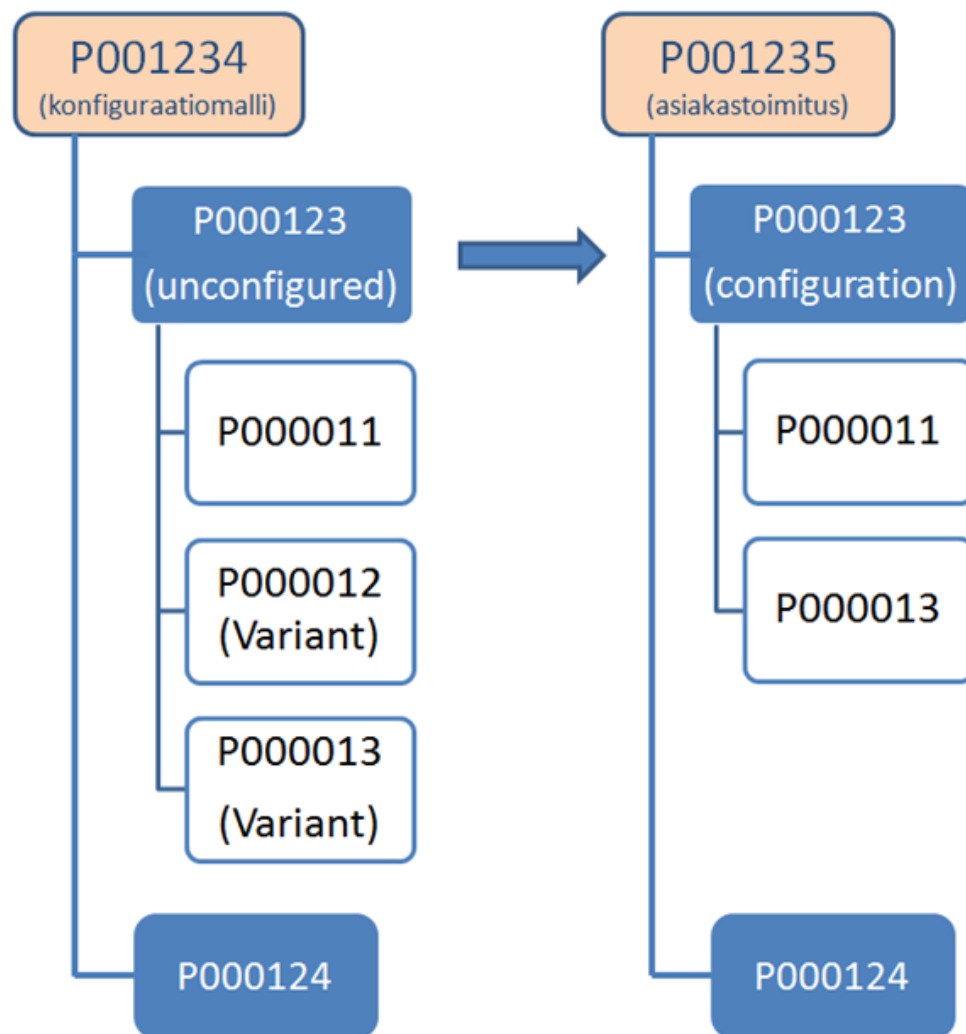 P001234
(konfiguraatiomalli)
P000123
(unconfigured)
P000011
P000012
(Variant)
P000013
(Variant)
P000124
P001235
(asiakastoimitus)
P000123
(configuration)
P000011
P000013
P000124